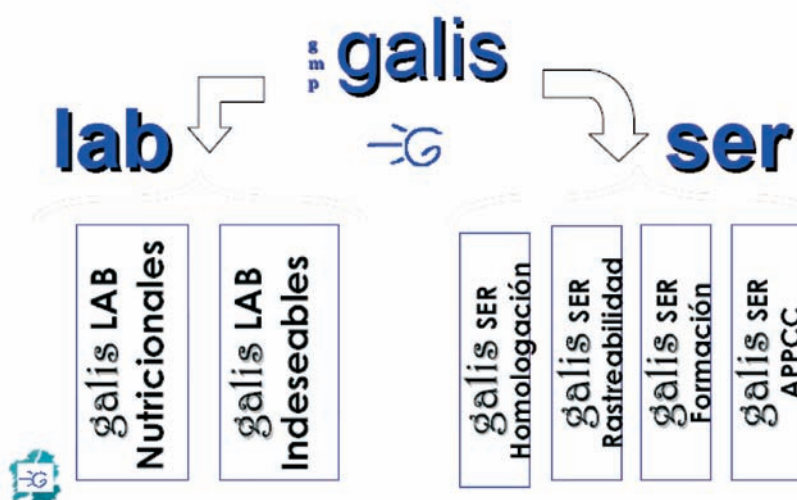 gmp
galis
lab
ser
G
galis LAB
Nutricionales
galis LAB
Indeseables
galis SER
Homologación
galis SER
Rastreabilidad
galis SER
Formación
galis SER
APPCC
G